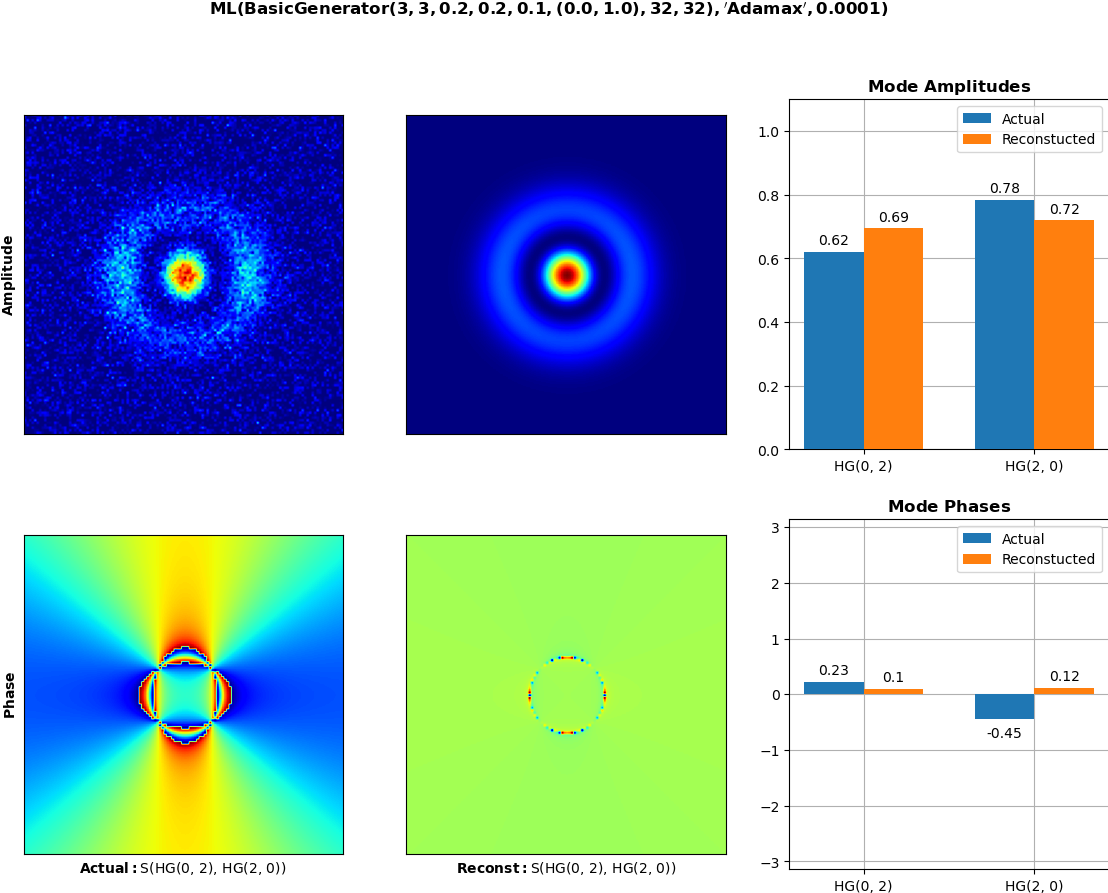 ML(BasicGenerator(3, 3, 0.2, 0.2, 0.1, (0.0, 1.0), 32, 32), ′Adamax′, 0.0001)
Amplitude
Mode Amplitudes
Actual
Reconstucted
1.0
0.8
0.6
0.4
0.2
0.0
0.62
0.69
0.78
0.72
HG(0, 2)
HG(2, 0)
Phase
Actual: S(HG(0, 2), HG(2, 0))
Reconst: S(HG(0, 2), HG(2, 0))
Mode Phases
Actual
Reconstucted
3
2
1
0
−1
−2
−3
0.23
0.1
-0.45
0.12
HG(0, 2)
HG(2, 0)